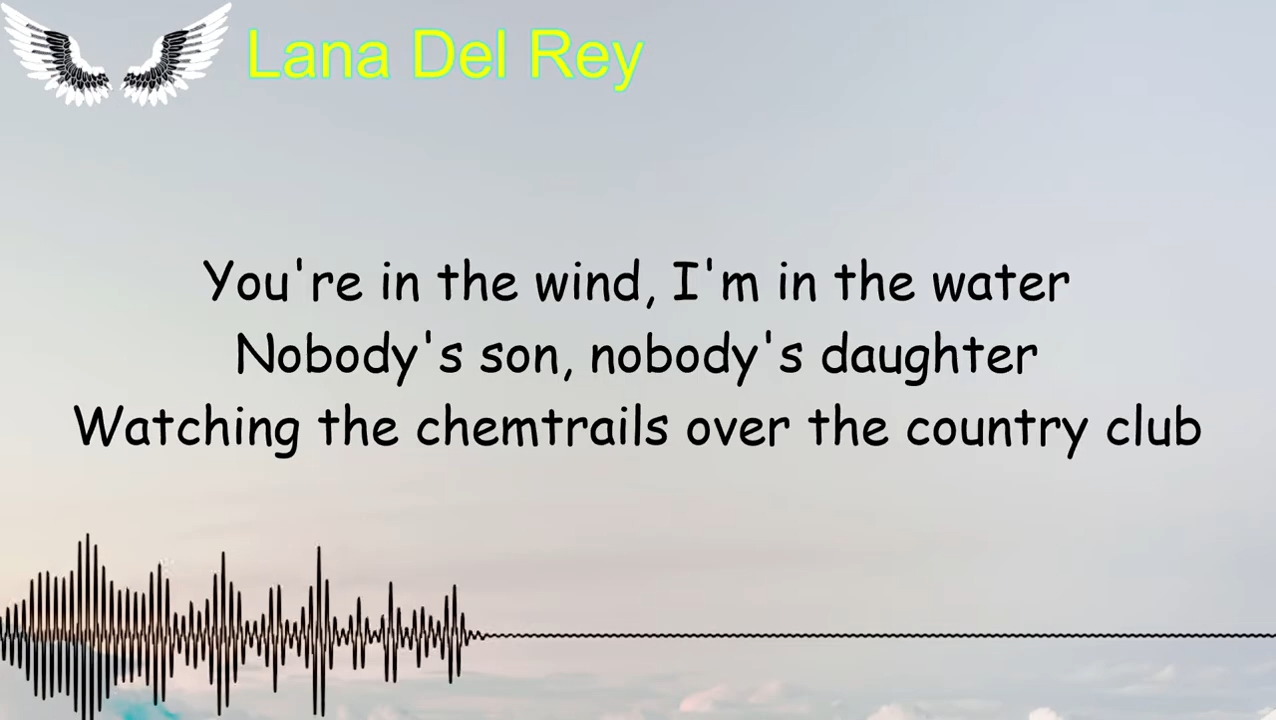 Lana Del Rey
You're in the wind, I'm in the water
Nobody's son, nobody's daughter
Watching the chemtrails over the country club